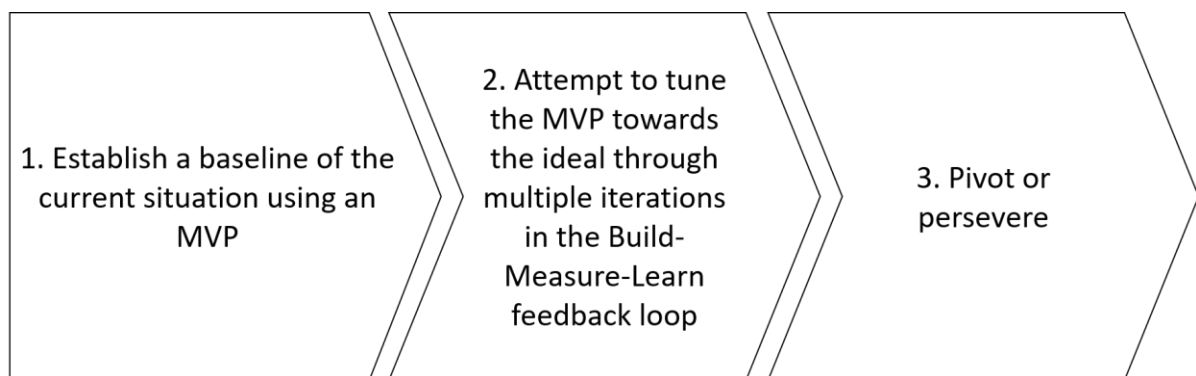 1. Establish a baseline of the
current situation using an
MVP
2. Attempt to tune
the MVP towards
the ideal through
multiple iterations
in the Build-
Measure-Learn
feedback loop
3. Pivot or
persevere